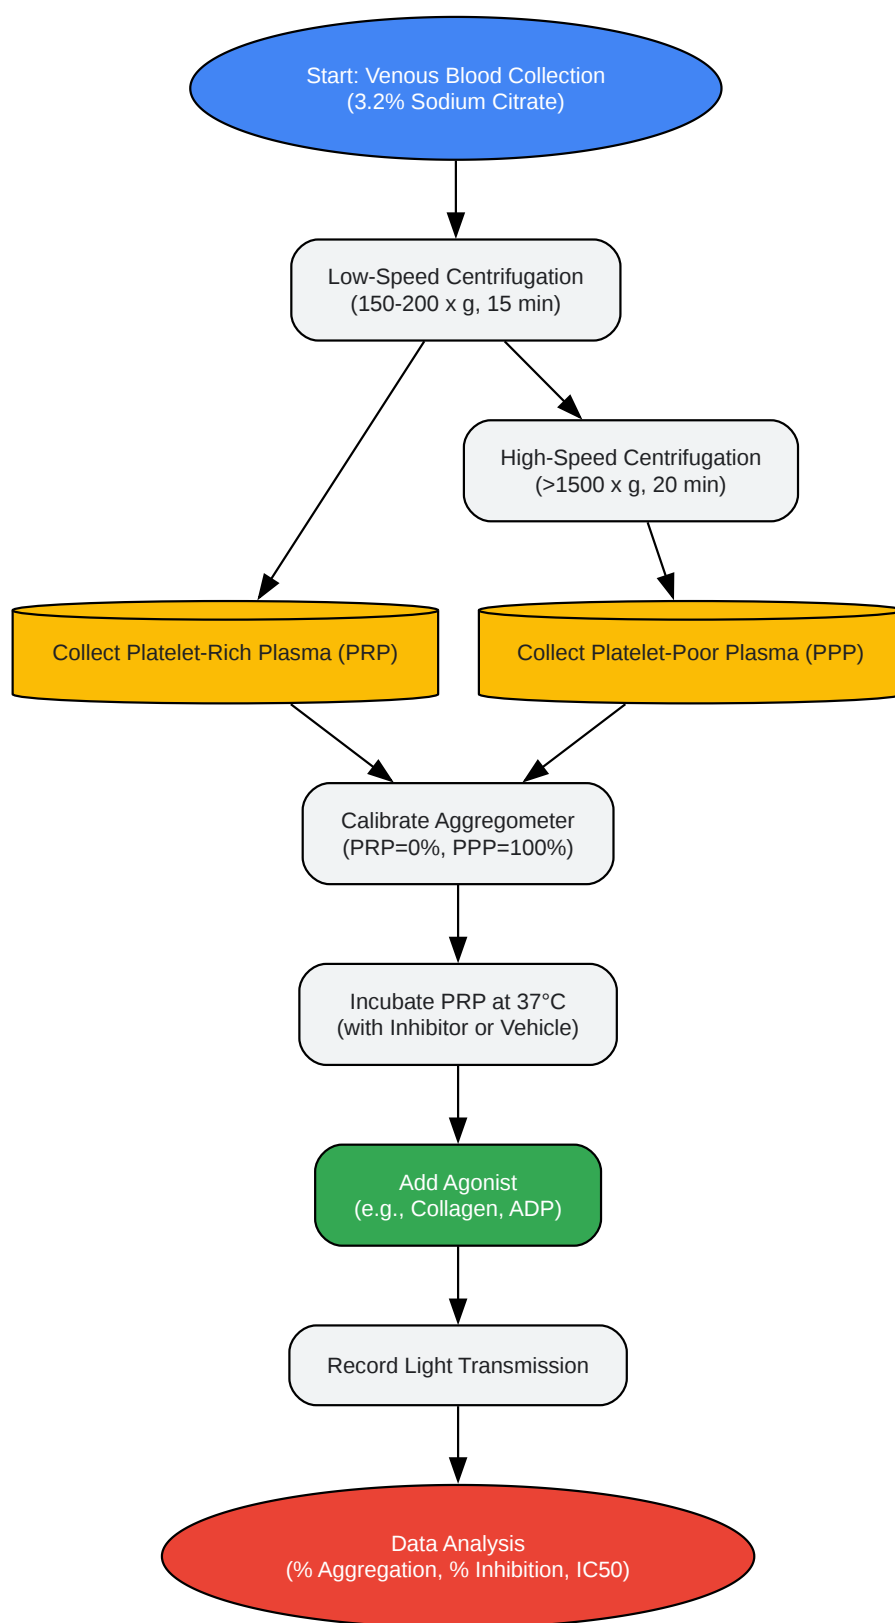 Start: Venous Blood Collection
(3.2% Sodium Citrate)
Low-Speed Centrifugation
(150-200 x g, 15 min)
High-Speed Centrifugation
(>1500 x g, 20 min)
Collect Platelet-Rich Plasma (PRP)
Collect Platelet-Poor Plasma (PPP)
Calibrate Aggregometer
(PRP=0%, PPP=100%)
Incubate PRP at 37°C
(with Inhibitor or Vehicle)
Add Agonist
(e.g., Collagen, ADP)
Record Light Transmission
Data Analysis
(% Aggregation, % Inhibition, IC50)